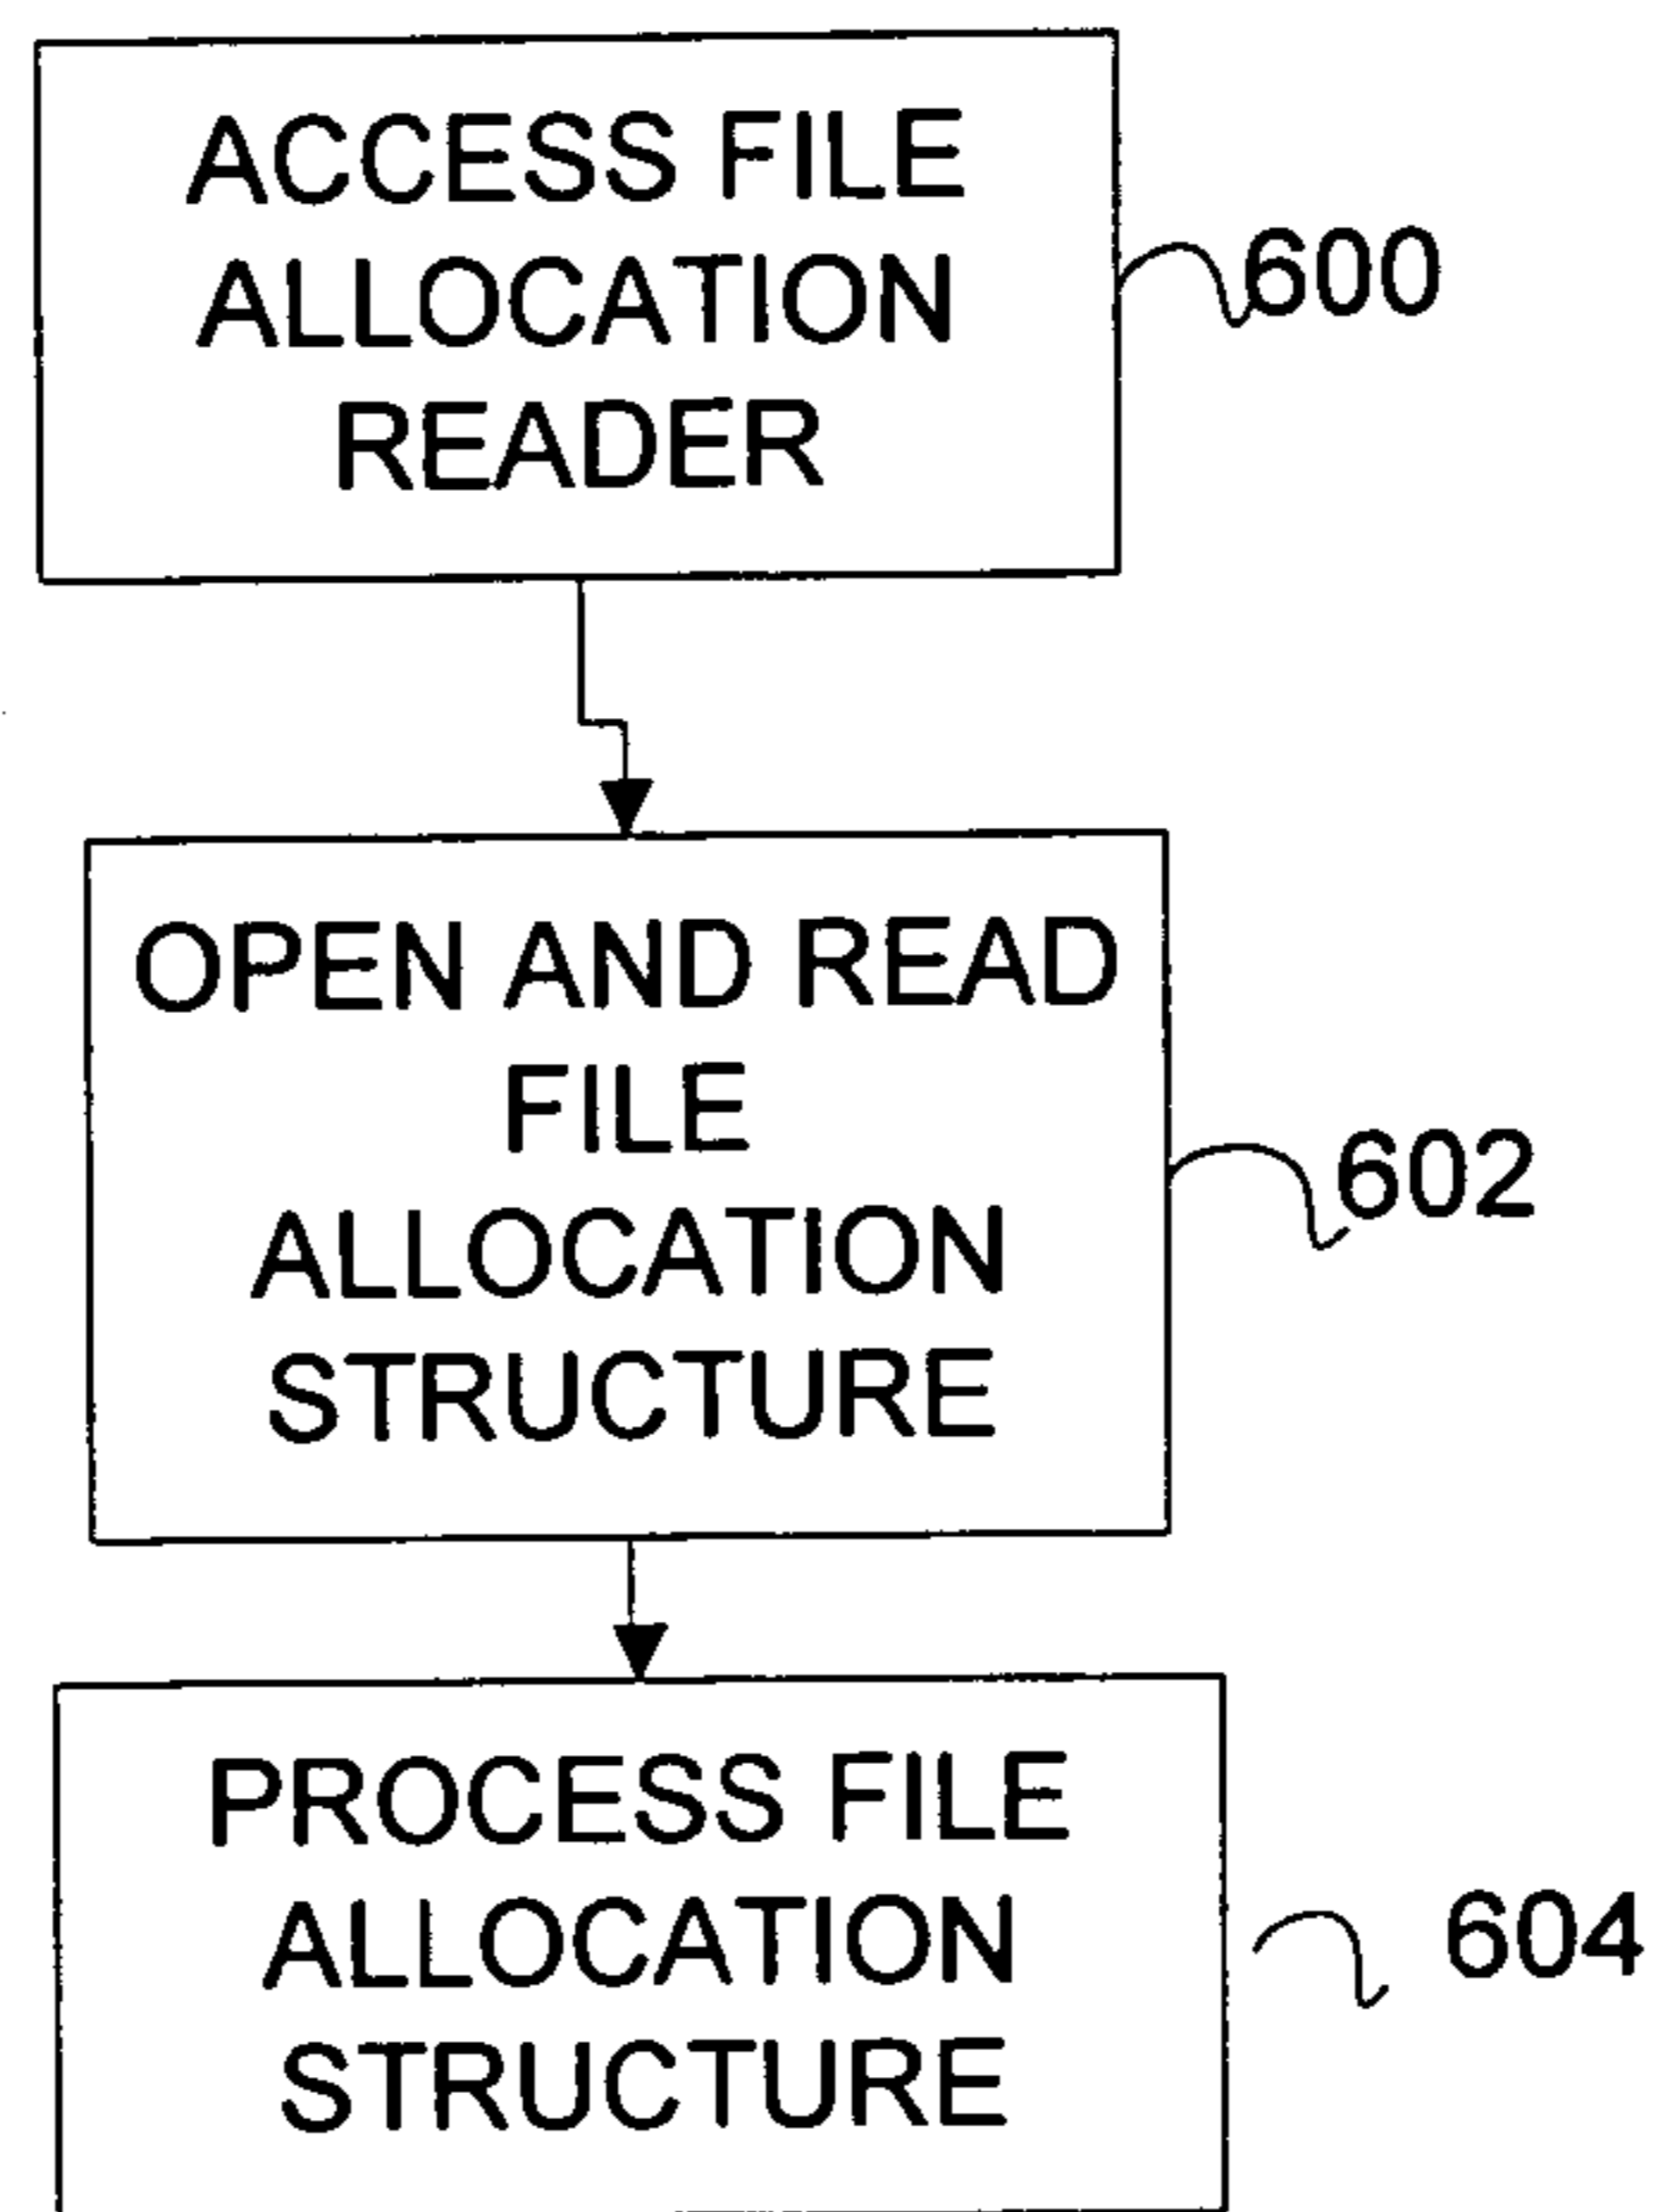 ACCESS FILE
ALLOCATION
READER
600
OPEN AND READ
FILE
ALLOCATION
STRUCTURE
602
PROCESS FILE
ALLOCATION
STRUCTURE
604